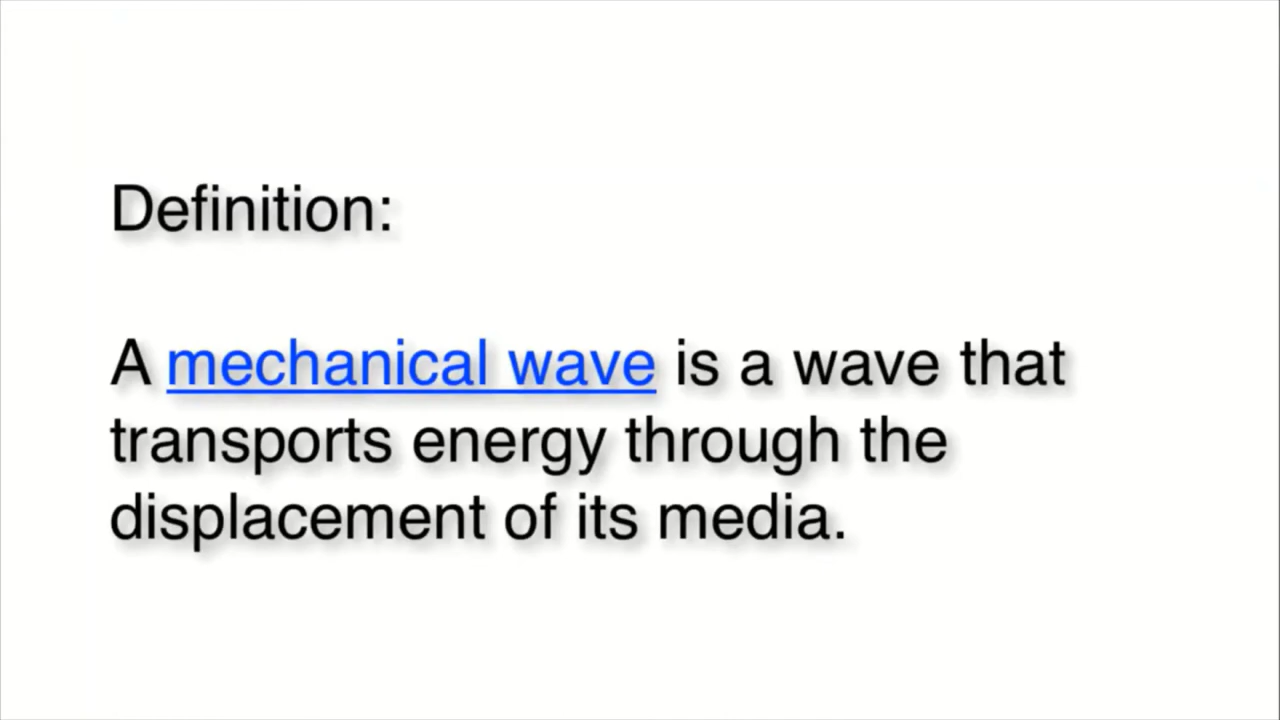 Definition:
A mechanical wave is a wave that
transports energy through the
displacement of its media.